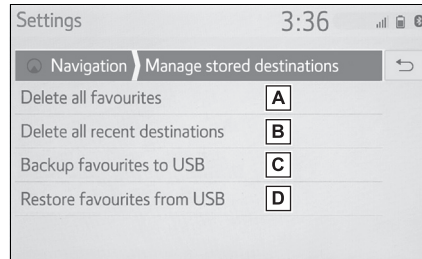 Settings 3:36
Navigation Manage stored destinations
Delete all favourites A
Delete all recent destinations B
Backup favourites to USB C
Restore favourites from USB D